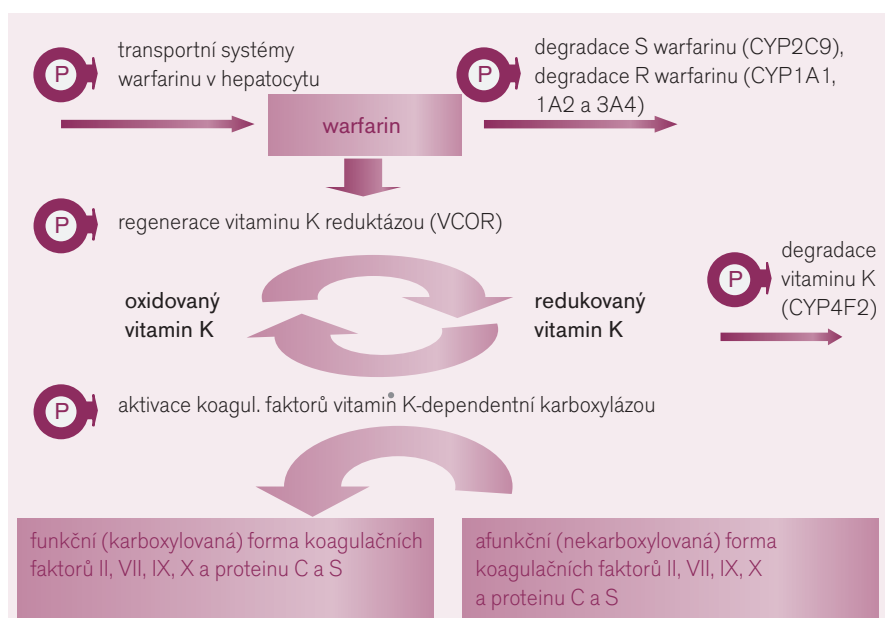 P
transportní systémy
warfarinu v hepatocytu
P
degradace S warfarinu (CYP2C9),
degradace R warfarinu (CYP1A1,
1A2 a 3A4)
warfarin
P
regenerace vitaminu K reduktázou (VCOR)
oxidovaný
vitamin K
redukovaný
vitamin K
P
degradace
vitaminu K
(CYP4F2)
P
aktivace koagul. faktorů vitamin K-dependentní karboxylázou
funkční (karboxylovaná) forma koagulačních
faktorů II, VII, IX, X a proteinu C a S
afunkční (nekarboxylovaná) forma
koagulačních faktorů II, VII, IX, X
a proteinu C a S